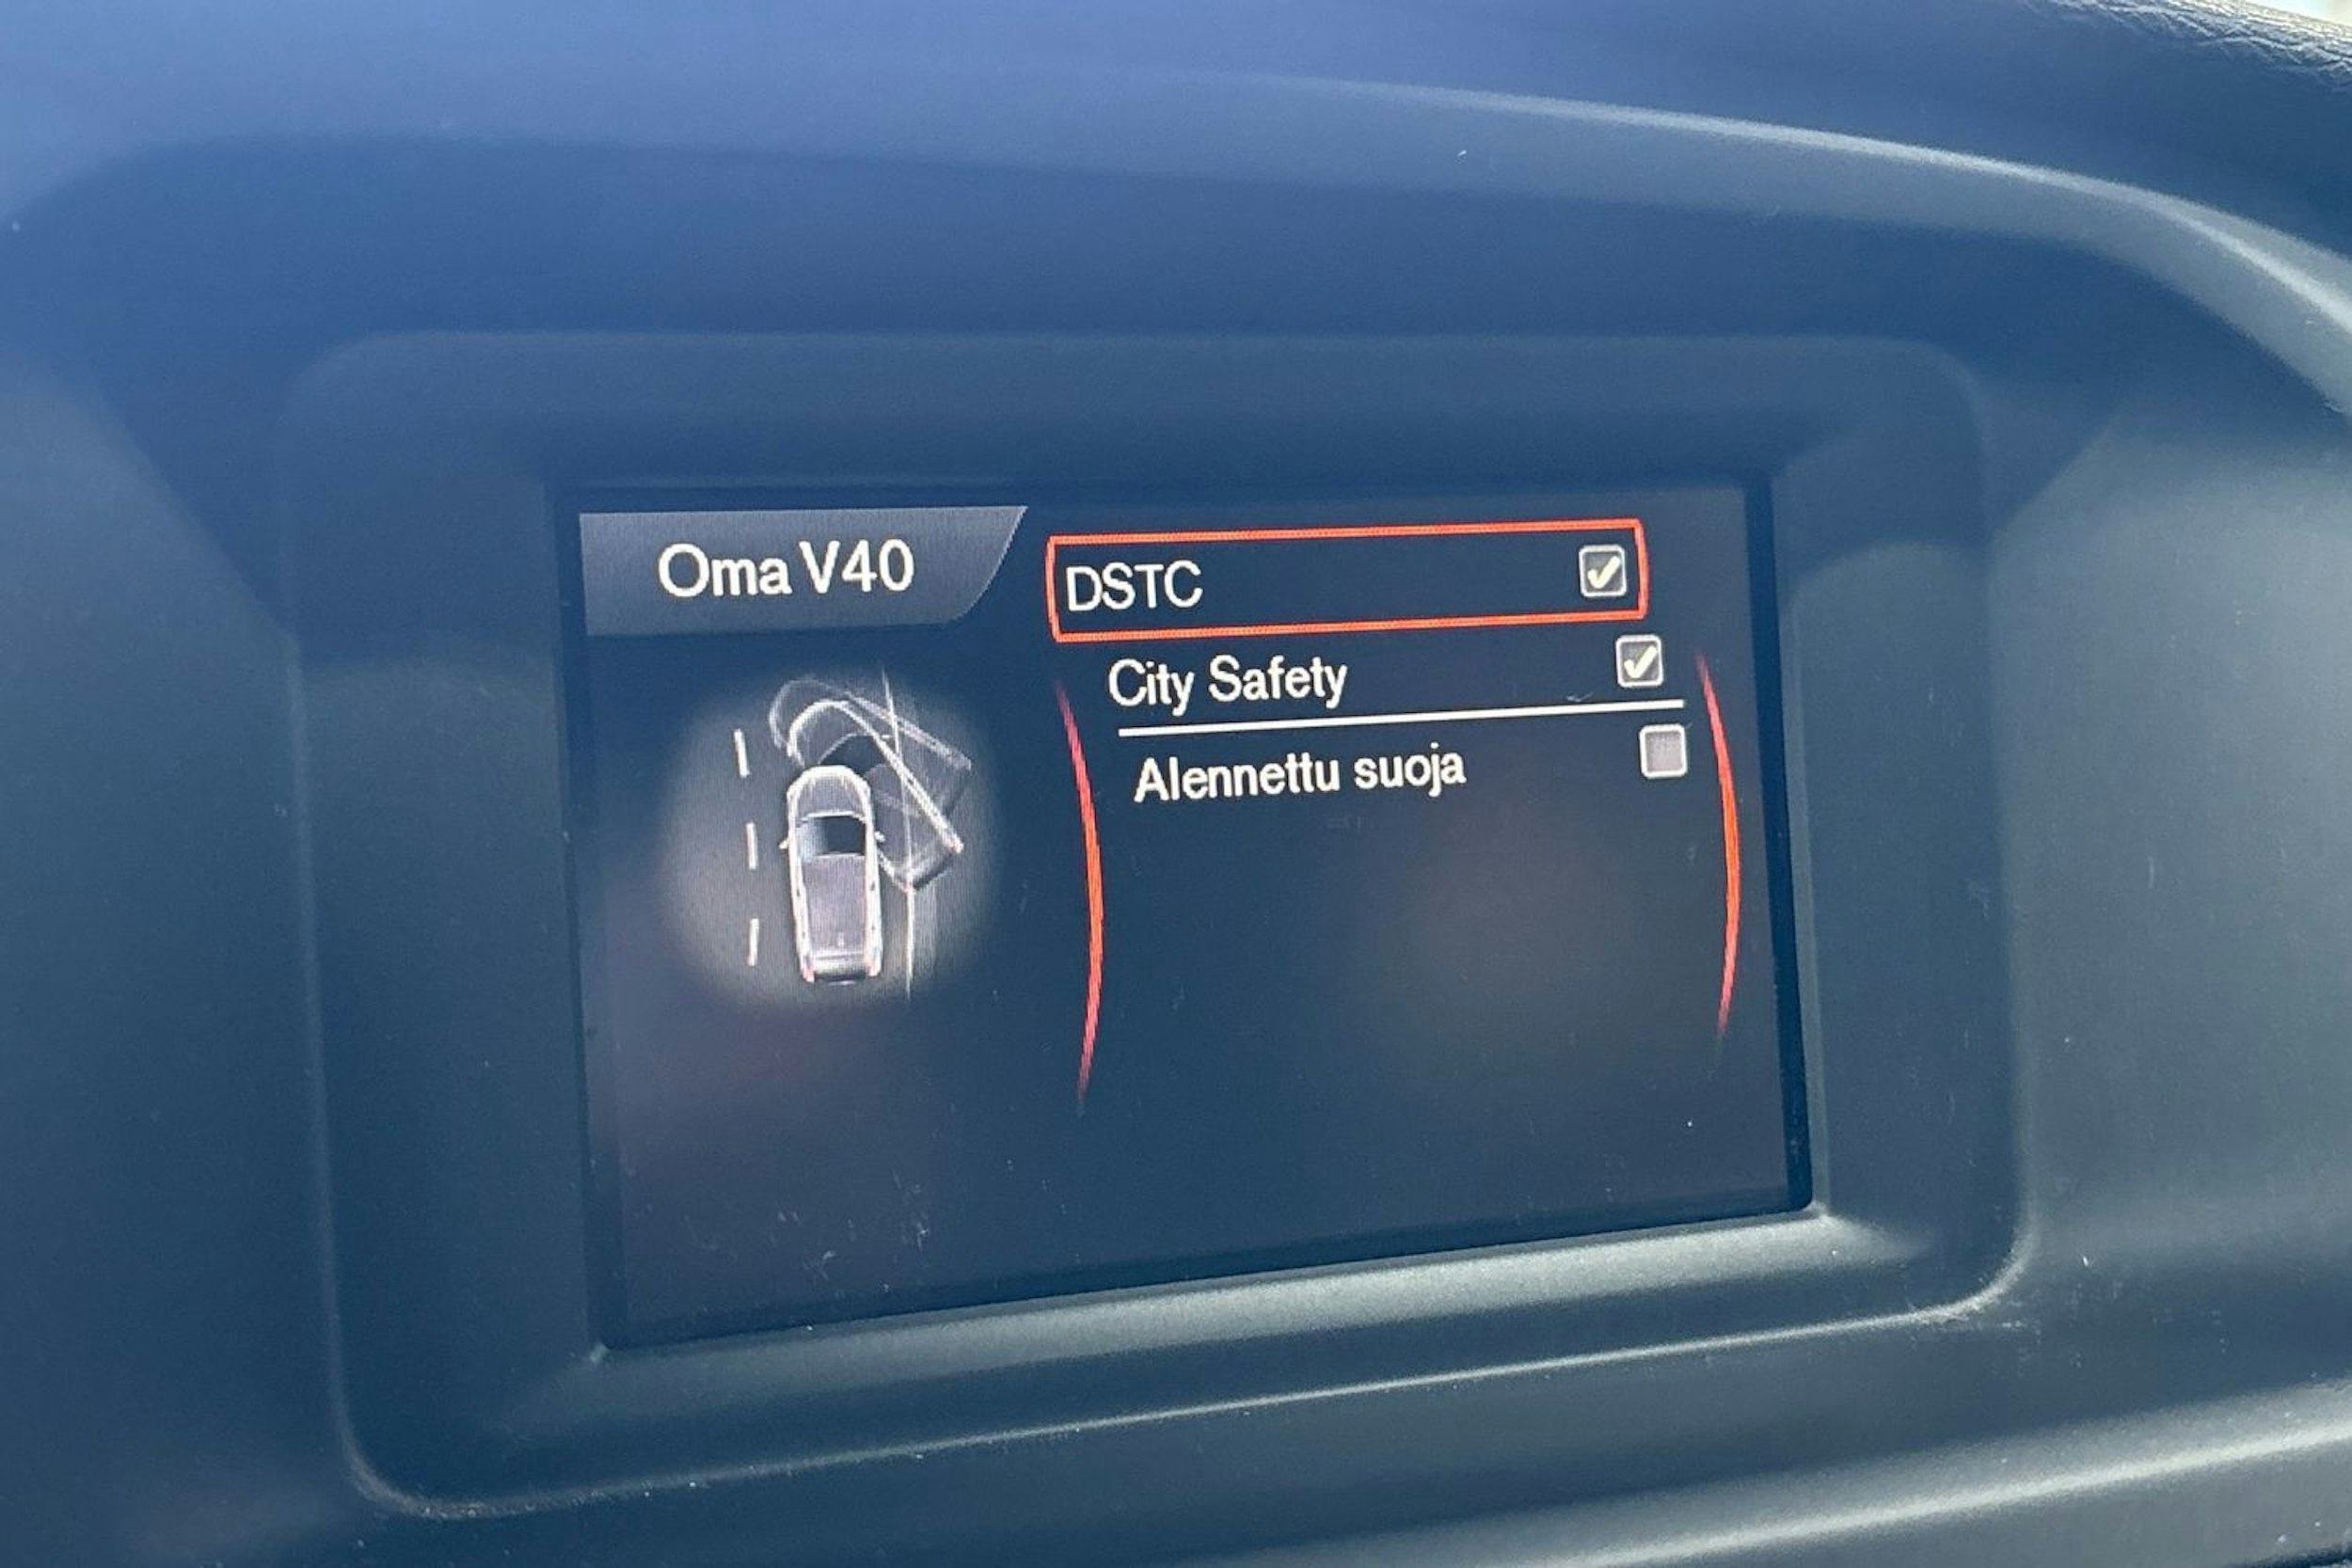 Oma V40
DSTC
City Safety
Alennettu suoja